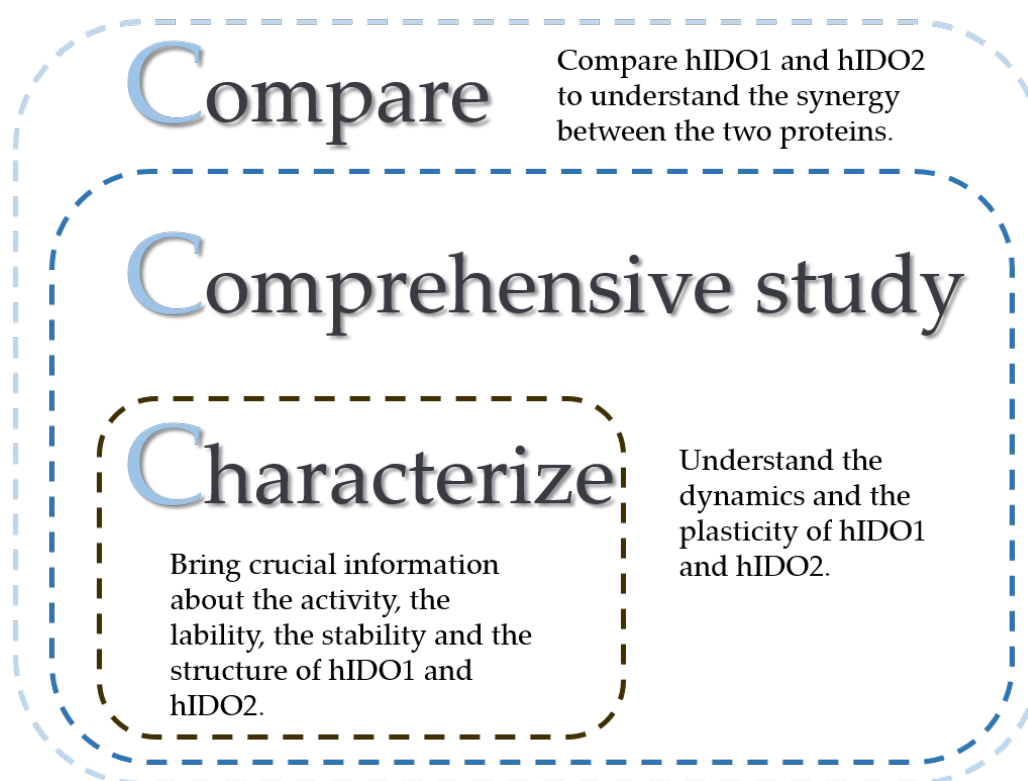 Compare
Compare hIDO1 and hIDO2
to understand the synergy
between the two proteins.
Comprehensive study
Characterize
Bring crucial information
about the activity, the
lability, the stability and the
structure of hIDO1 and
hIDO2.
Understand the
dynamics and the
plasticity of hIDO1
and hIDO2.